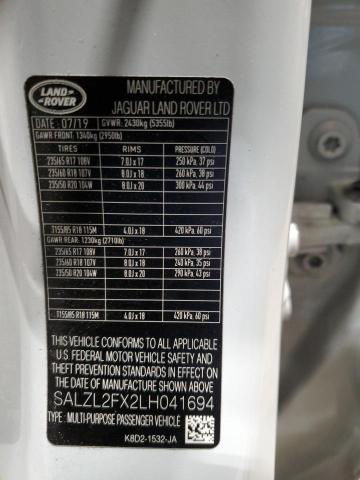 LAND-
ROVER
MANUFACTURED BY
JAGUAR LAND ROVER LTD
DATE - 07/19 GVWR: 2430kg (5355lb)
GAWR FRONT: 1340kg (2950lb)
TIRES RIMS PRESSURE (COLD)
235/65 R17 108V 7.0J x 17 250 kPa, 37 psi
235/60 R18 107V 8.0J x 18 260 kPa, 38 psi
235/50 R20 104W 8.0J x 20 300 kPa, 44 psi
T155/85 R18 115M 4.0J x 18 420 kPa, 60 psi
GAWR REAR: 1230kg (2710lb)
235/65 R17 108V 7.0J x 17 260 kPa, 38 psi
235/60 R18 107V 8.0J x 18 240 kPa, 35 psi
235/50 R20 104W 8.0J x 20 290 kPa, 43 psi
T155/85 R18 115M 4.0J x 18 420 kPa, 60 psi
THIS VEHICLE CONFORMS TO ALL APPLICABLE
U.S. FEDERAL MOTOR VEHICLE SAFETY, BUMPER, AND
THEFT PREVENTION STANDARDS IN EFFECT ON THE
DATE OF MANUFACTURE SHOWN ABOVE.
SALZL2FX2LH041694
TYPE: MULTI-PURPOSE PASSENGER VEHICLE
K8D2-1532-JA